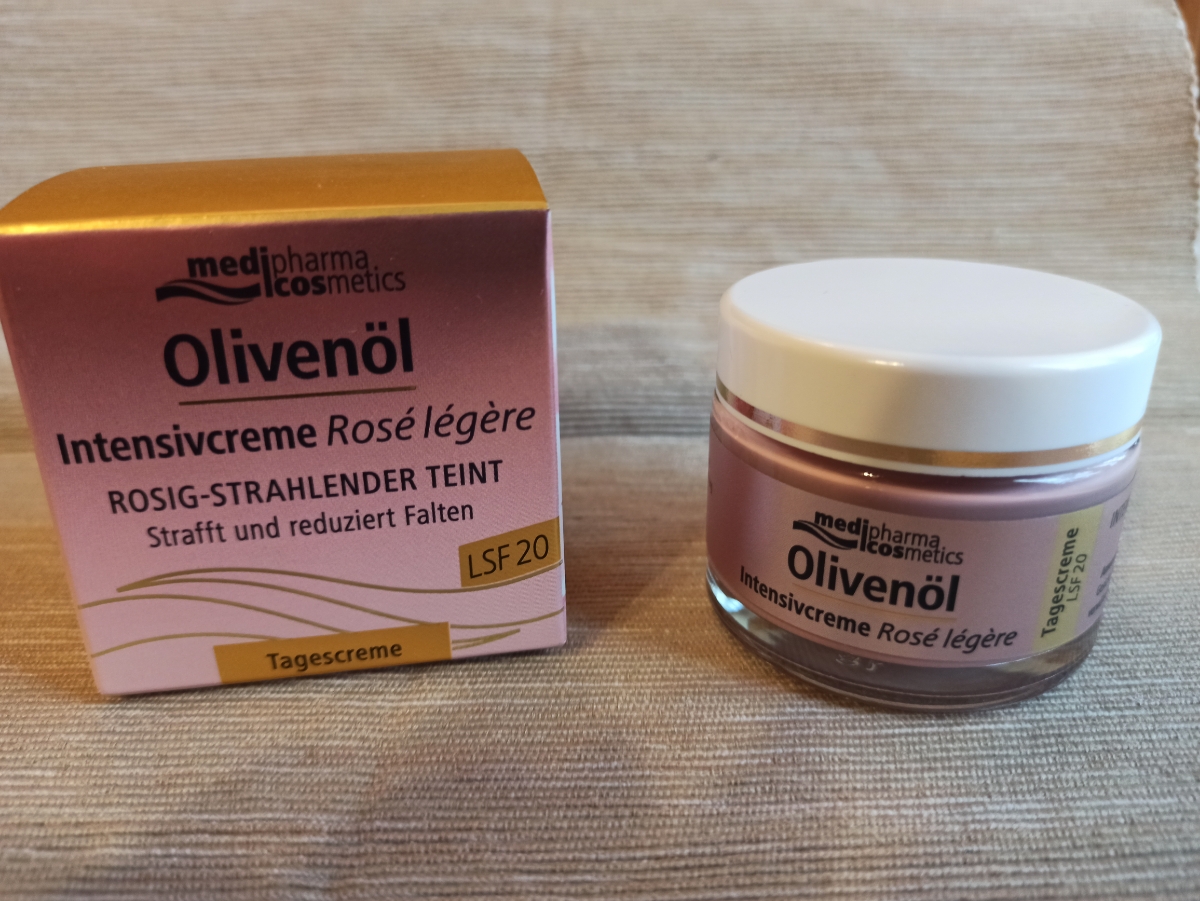 medipharma
cosmetics
Olivenöl
Intensivcreme Rosé légère
ROSIG-STRAHLENDER TEINT
Strafft und reduziert Falten
LSF 20
Tagescreme
medipharma
cosmetics
Olivenöl
Intensivcreme Rosé légère
Tagescreme
LSF 20